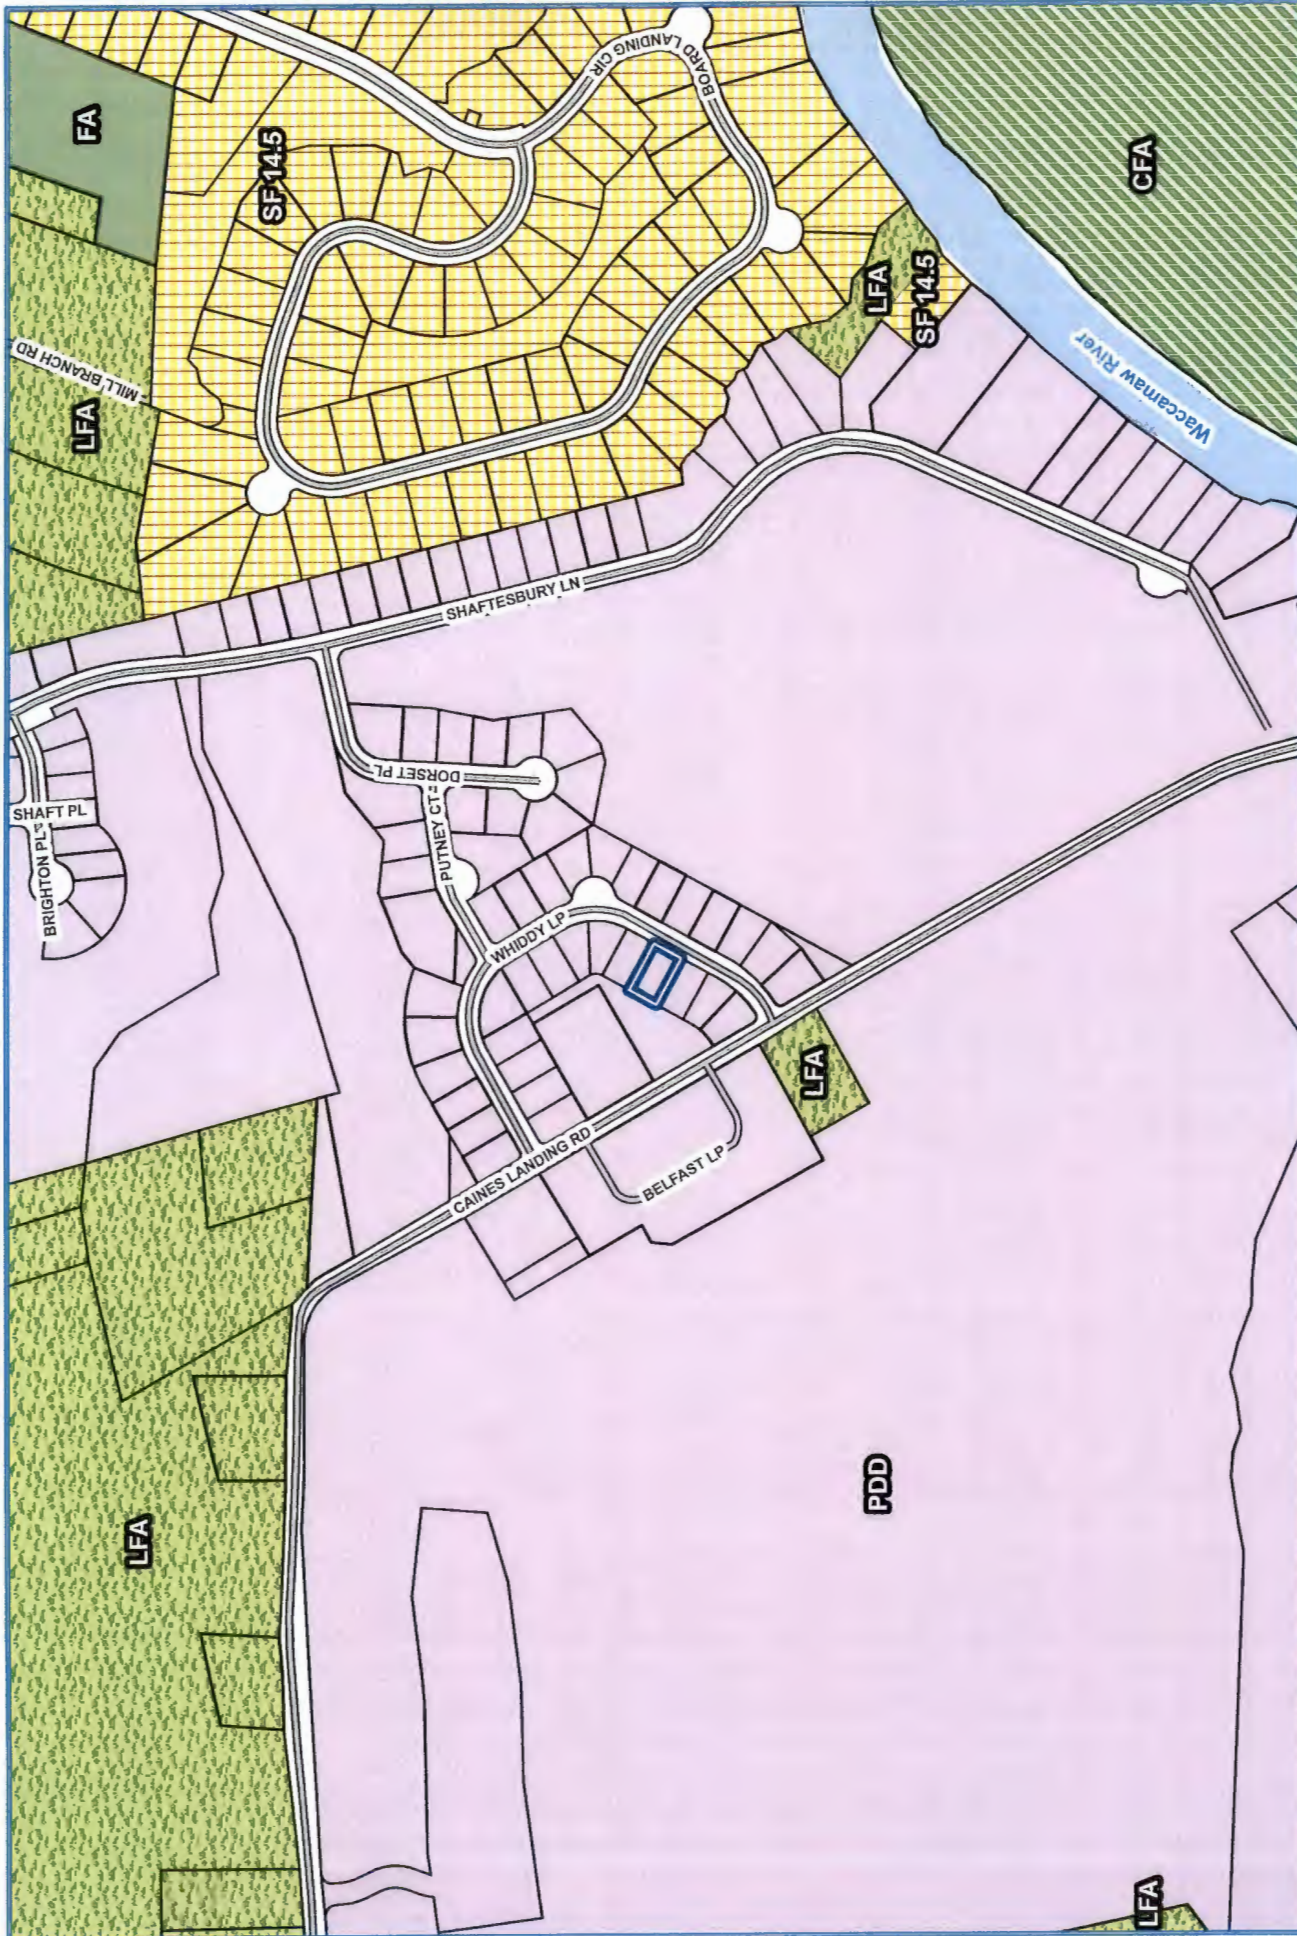 FA
SF 14.5
BOARD LANDING CIR
CFA
LFA
SF 14.5
MILL BRANCH RD
LFA
Waccamaw River
SHAFTESBURY LN
DORSET PL
PUTNEY CT
SHAFT PL
BRIGHTON PL
WHIDDY LP
LFA
CAINES LANDING RD
BELFAST LP
LFA
PDD
LFA